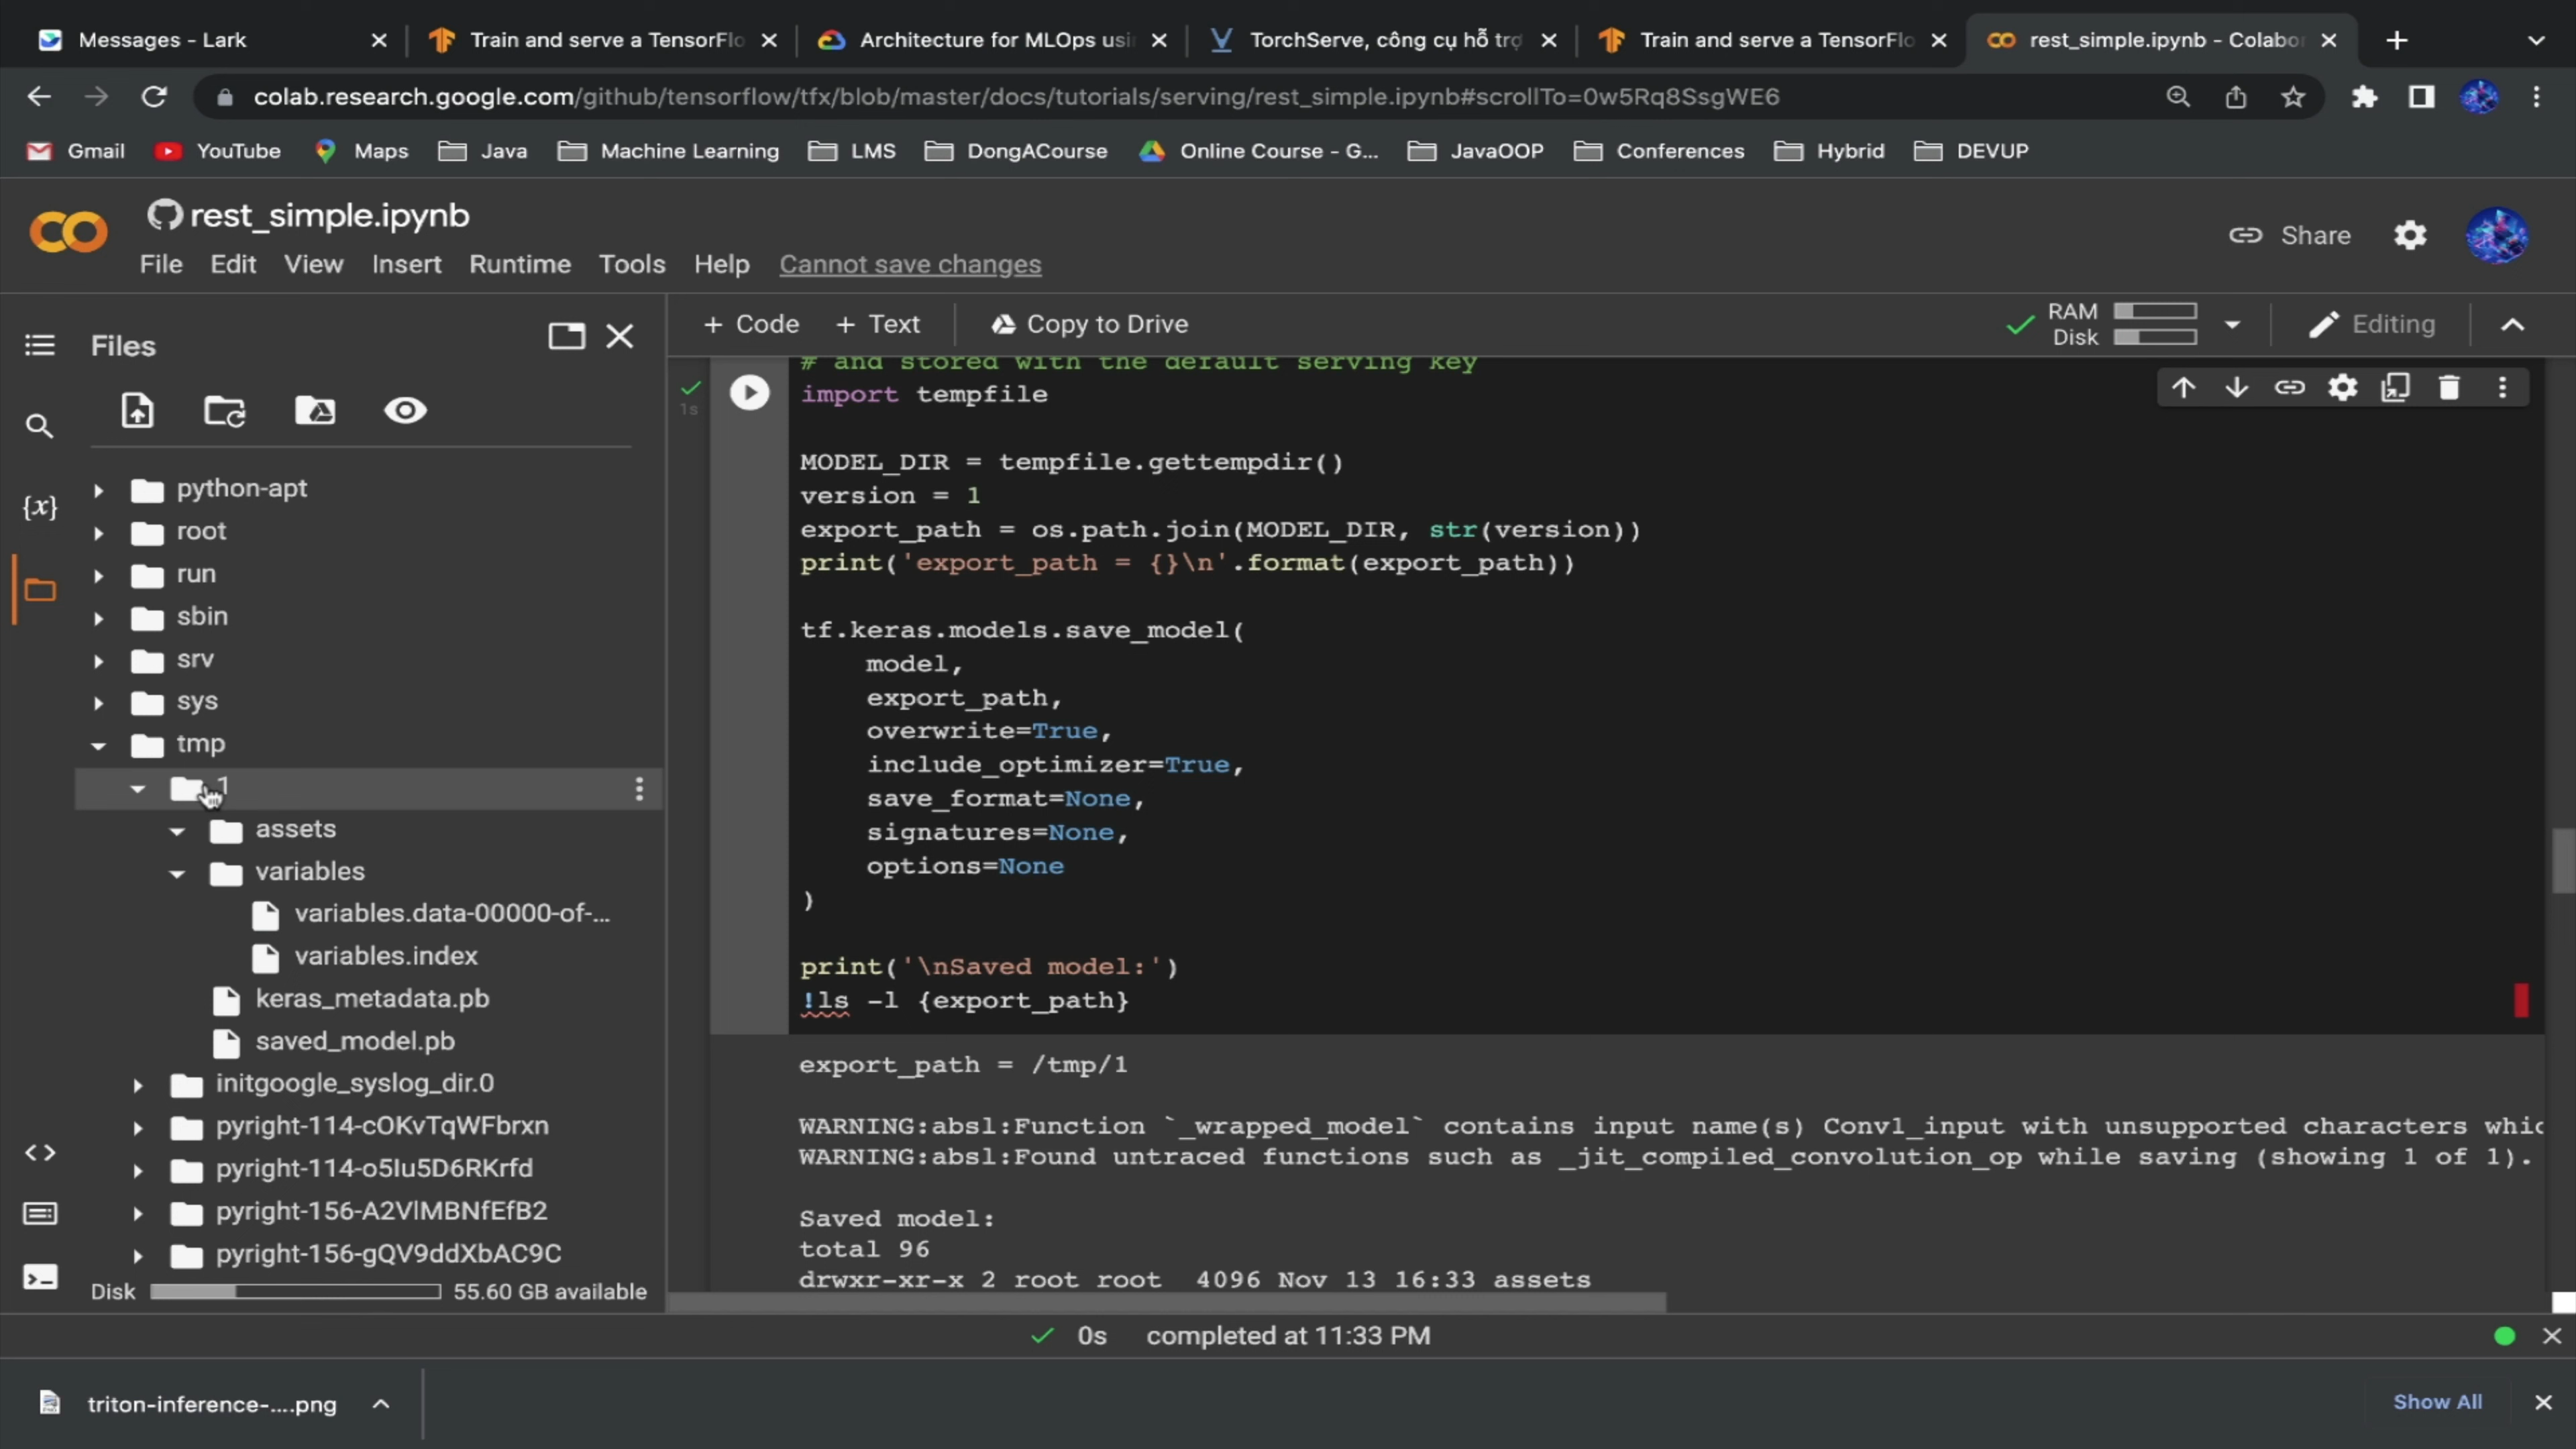 Messages - Lark
Train and serve a TensorFlo
Architecture for MLOps usi
TorchServe, công cụ hỗ trợ
Train and serve a TensorFlo
rest_simple.ipynb - Colabor
colab.research.google.com/github/tensorflow/tfx/blob/master/docs/tutorials/serving/rest_simple.ipynb#scrollTo=0w5Rq8SsgWE6
Gmail
YouTube
Maps
Java
Machine Learning
LMS
DongACourse
Online Course - G...
JavaOOP
Conferences
Hybrid
DEVUP
rest_simple.ipynb
File Edit View Insert Runtime Tools Help Cannot save changes
Share
Files
+ Code + Text
Copy to Drive
RAM
Disk
Editing
{x}
python-apt
root
run
sbin
srv
sys
tmp
1
assets
variables
variables.data-00000-of-...
variables.index
keras_metadata.pb
saved_model.pb
initgoogle_syslog_dir.0
pyright-114-cOKvTqWFbrxn
pyright-114-o5Iu5D6RKrfd
pyright-156-A2VlMBNfEfB2
pyright-156-gQV9ddXbAC9C
Disk
55.60 GB available
1s
# and stored with the default serving key
import tempfile
MODEL_DIR = tempfile.gettempdir()
version = 1
export_path = os.path.join(MODEL_DIR, str(version))
print('export_path = {}\n'.format(export_path))
tf.keras.models.save_model(
model,
export_path,
overwrite=True,
include_optimizer=True,
save_format=None,
signatures=None,
options=None
)
print('\nSaved model:')
!ls -l {export_path}
export_path = /tmp/1
WARNING:absl:Function `_wrapped_model` contains input name(s) Conv1_input with unsupported characters whic
WARNING:absl:Found untraced functions such as _jit_compiled_convolution_op while saving (showing 1 of 1).
Saved model:
total 96
drwxr-xr-x 2 root root 4096 Nov 13 16:33 assets
0s completed at 11:33 PM
triton-inference-....png
Show All